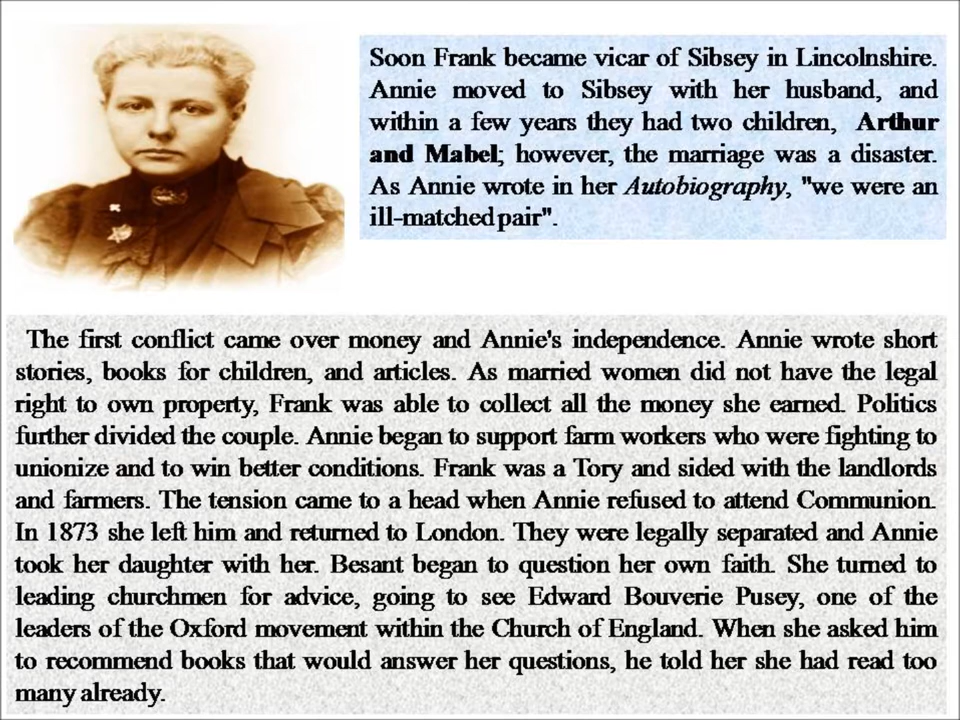 Soon Frank became vicar of Sibsey in Lincolnshire.
Annie moved to Sibsey with her husband, and
within a few years they had two children, Arthur
and Mabel; however, the marriage was a disaster.
As Annie wrote in her Autobiography, "we were an
ill-matched pair".
The first conflict came over money and Annie's independence. Annie wrote short
stories, books for children, and articles. As married women did not have the legal
right to own property, Frank was able to collect all the money she earned. Politics
further divided the couple. Annie began to support farm workers who were fighting to
unionize and to win better conditions. Frank was a Tory and sided with the landlords
and farmers. The tension came to a head when Annie refused to attend Communion.
In 1873 she left him and returned to London. They were legally separated and Annie
took her daughter with her. Besant began to question her own faith. She turned to
leading churchmen for advice, going to see Edward Bouverie Pusey, one of the
leaders of the Oxford movement within the Church of England. When she asked him
to recommend books that would answer her questions, he told her she had read too
many already.